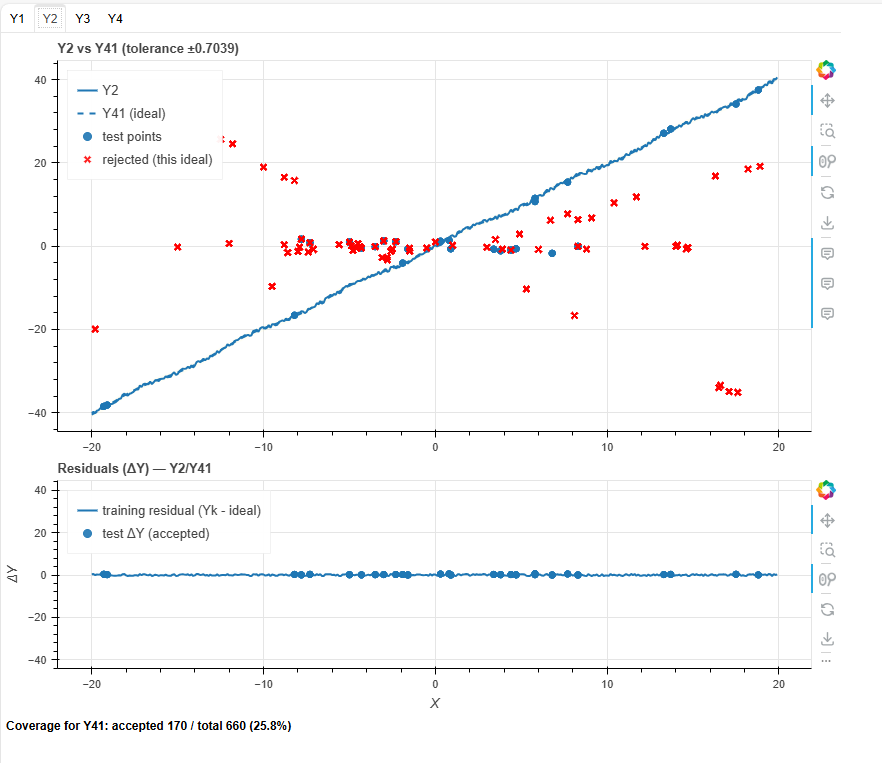 Y1 Y2 Y3 Y4
Y2 vs Y41 (tolerance ±0.7039)
Y2
Y41 (ideal)
test points
rejected (this ideal)
40
20
0
−20
−40
−20 −10 0 10 20
Residuals (ΔY) — Y2/Y41
training residual (Yk - ideal)
test ΔY (accepted)
40
20
0
−20
−40
ΔY
−20 −10 0 10 20
X
Coverage for Y41: accepted 170 / total 660 (25.8%)